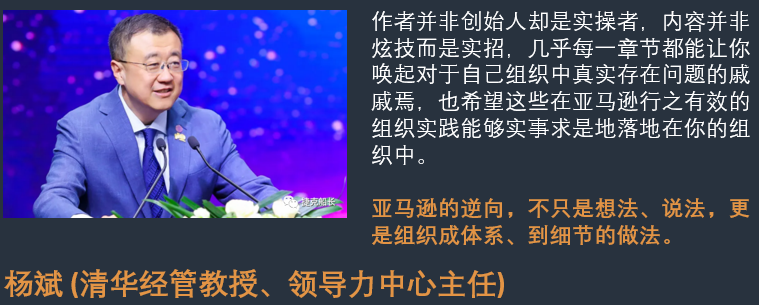 作者并非创始人却是实操者，内容并非
炫技而是实招，几乎每一章节都能让你
唤起对于自己组织中真实存在问题的戚
戚焉，也希望这些在亚马逊行之有效的
组织实践能够实事求是地落地在你的组
织中。
亚马逊的逆向，不只是想法、说法，更
是组织成体系、到细节的做法。
捷克船长
杨斌 (清华经管教授、领导力中心主任)